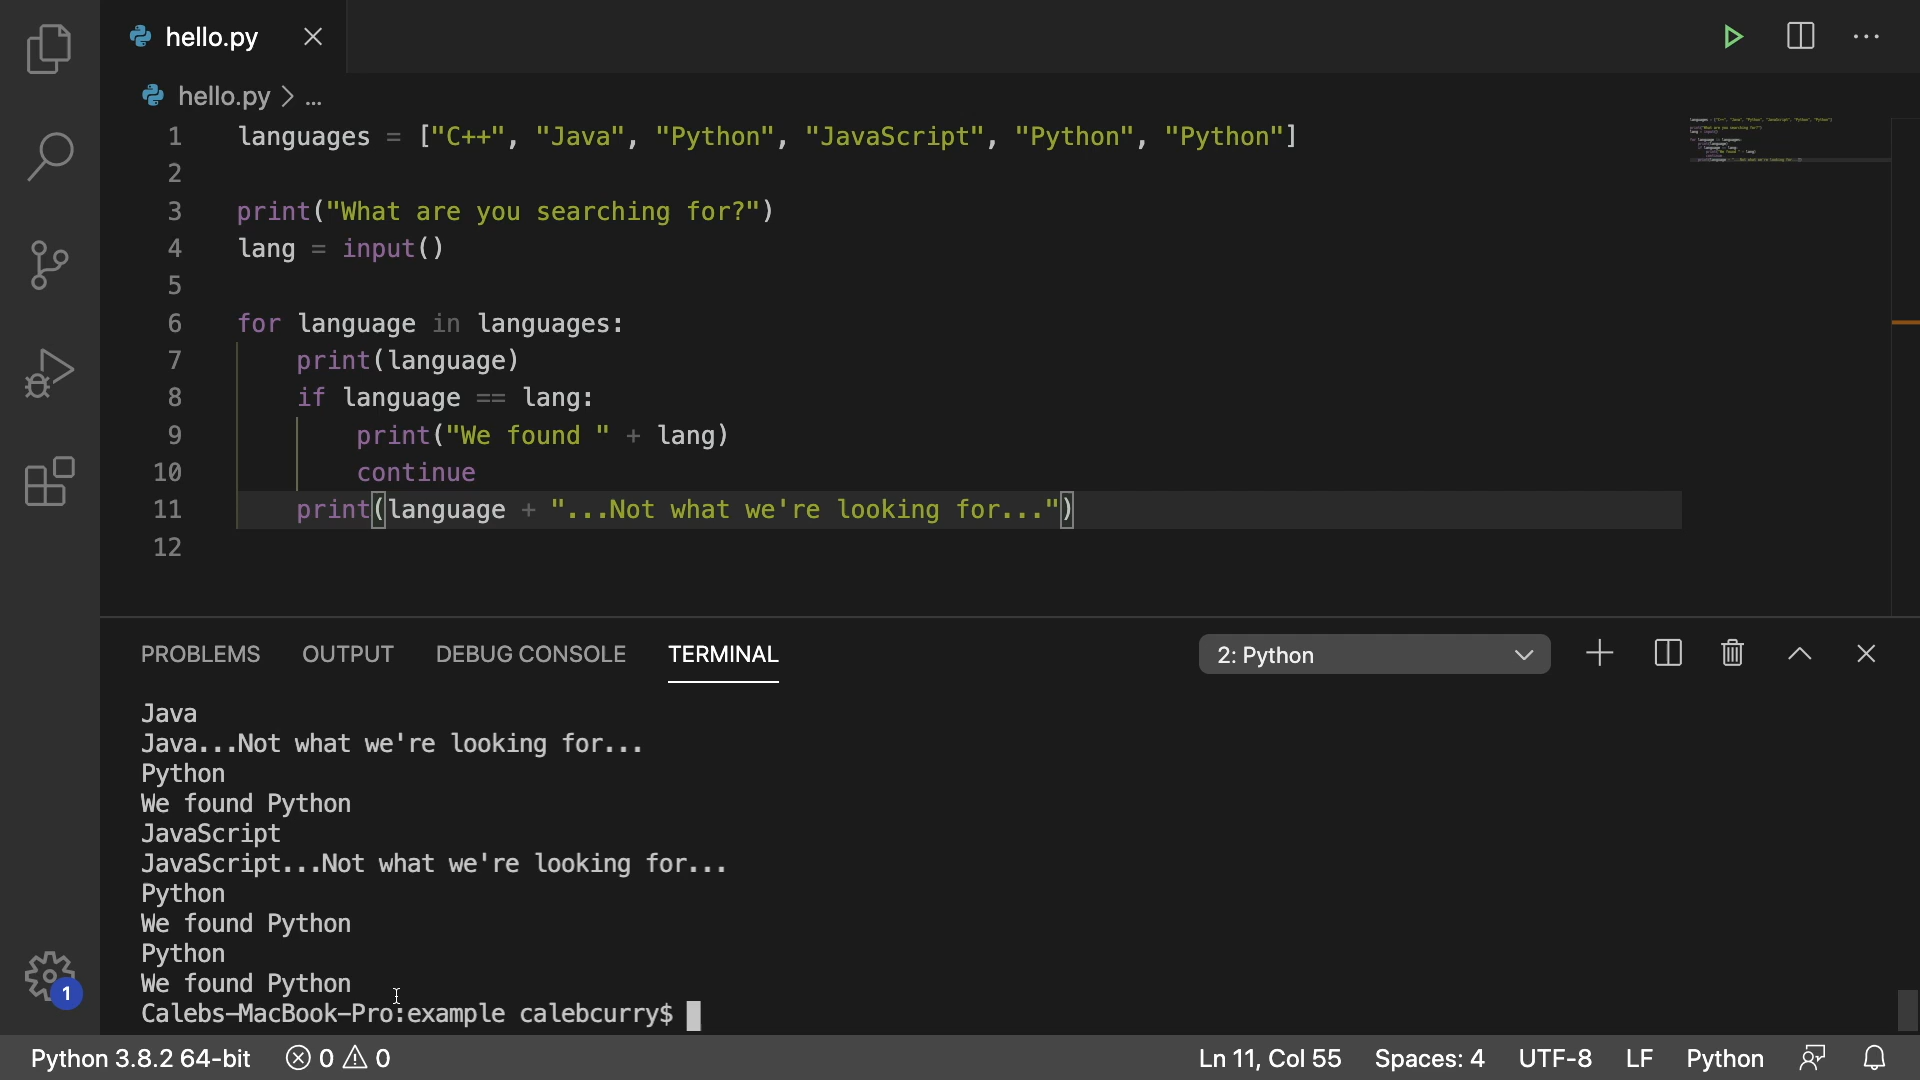 hello.py
hello.py > ...
1 languages = ["C++", "Java", "Python", "JavaScript", "Python", "Python"]
2
3 print("What are you searching for?")
4 lang = input()
5
6 for language in languages:
7     print(language)
8     if language == lang:
9         print("We found " + lang)
10         continue
11     print(language + "...Not what we're looking for...")
12
PROBLEMS OUTPUT DEBUG CONSOLE TERMINAL 2: Python
Java
Java...Not what we're looking for...
Python
We found Python
JavaScript
JavaScript...Not what we're looking for...
Python
We found Python
Python
We found Python
Calebs-MacBook-Pro:example calebcurry$
1
Python 3.8.2 64-bit 0 0 Ln 11, Col 55 Spaces: 4 UTF-8 LF Python